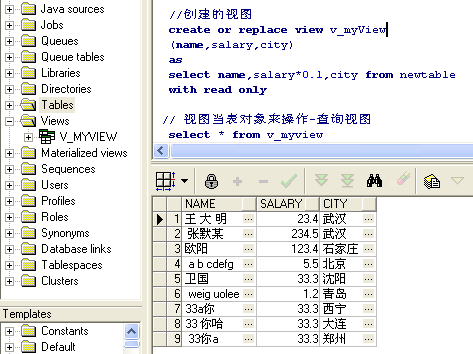 Java sources
Jobs
Queues
Queue tables
Libraries
Directories
Tables
Views
V_MYVIEW
Materialized views
Sequences
Users
Profiles
Roles
Synonyms
Database links
Tablespaces
Clusters
Templates
Constants
Default
//创建的视图
create or replace view v_myView
(name,salary,city)
as
select name,salary*0.1,city from newtable
with read only
// 视图当表对象来操作-查询视图
select * from v_myview
NAME SALARY CITY
1 王 大 明 ... 23.4 武汉 ...
2 张默某 ... 234.5 武汉 ...
3 欧阳 ... 123.4 石家庄 ...
4 a b cdefg ... 5.5 北京 ...
5 卫国 ... 33.3 沈阳 ...
6 weig uolee ... 1.2 青岛 ...
7 33a你 ... 33.3 西宁 ...
8 33 你哈 ... 33.3 大连 ...
9 33你a ... 33.3 郑州 ...